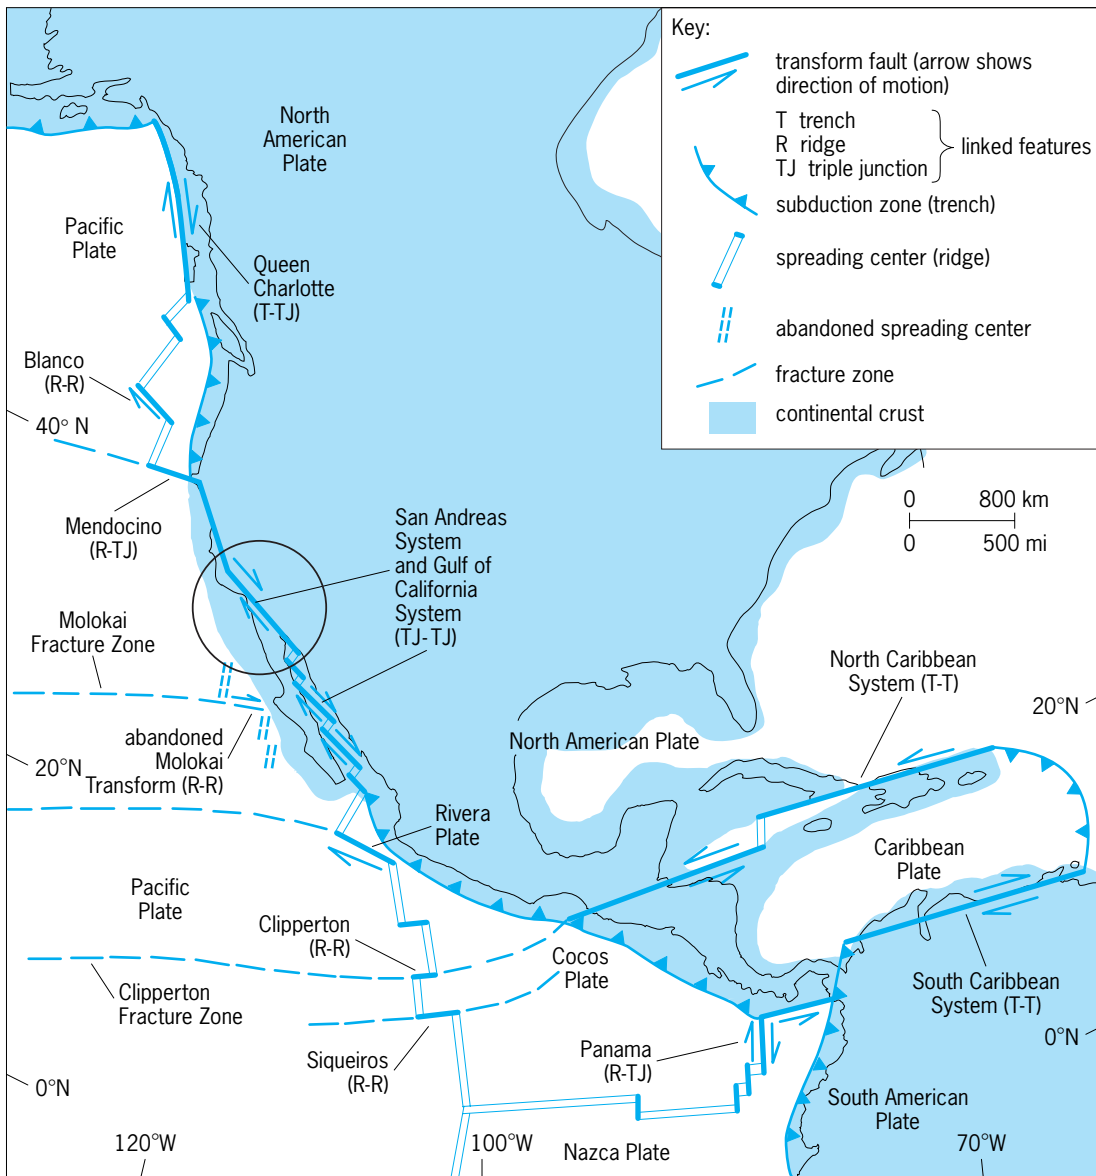 Key:
transform fault (arrow shows
direction of motion)
T trench
R ridge
TJ triple junction
linked features
subduction zone (trench)
spreading center (ridge)
abandoned spreading center
fracture zone
continental crust
North
American
Plate
Pacific
Plate
Queen
Charlotte
(T-TJ)
Blanco
(R-R)
40° N
0 800 km
0 500 mi
Mendocino
(R-TJ)
San Andreas
System
and Gulf of
California
System
(TJ-TJ)
Molokai
Fracture Zone
North Caribbean
System (T-T)
20°N
abandoned
Molokai
Transform (R-R)
North American Plate
20°N
Rivera
Plate
Caribbean
Plate
Pacific
Plate
Clipperton
(R-R)
Cocos
Plate
Clipperton
Fracture Zone
South Caribbean
System (T-T)
Siqueiros
(R-R)
Panama
(R-TJ)
0°N
0°N
South American
Plate
120°W
100°W
Nazca Plate
70°W